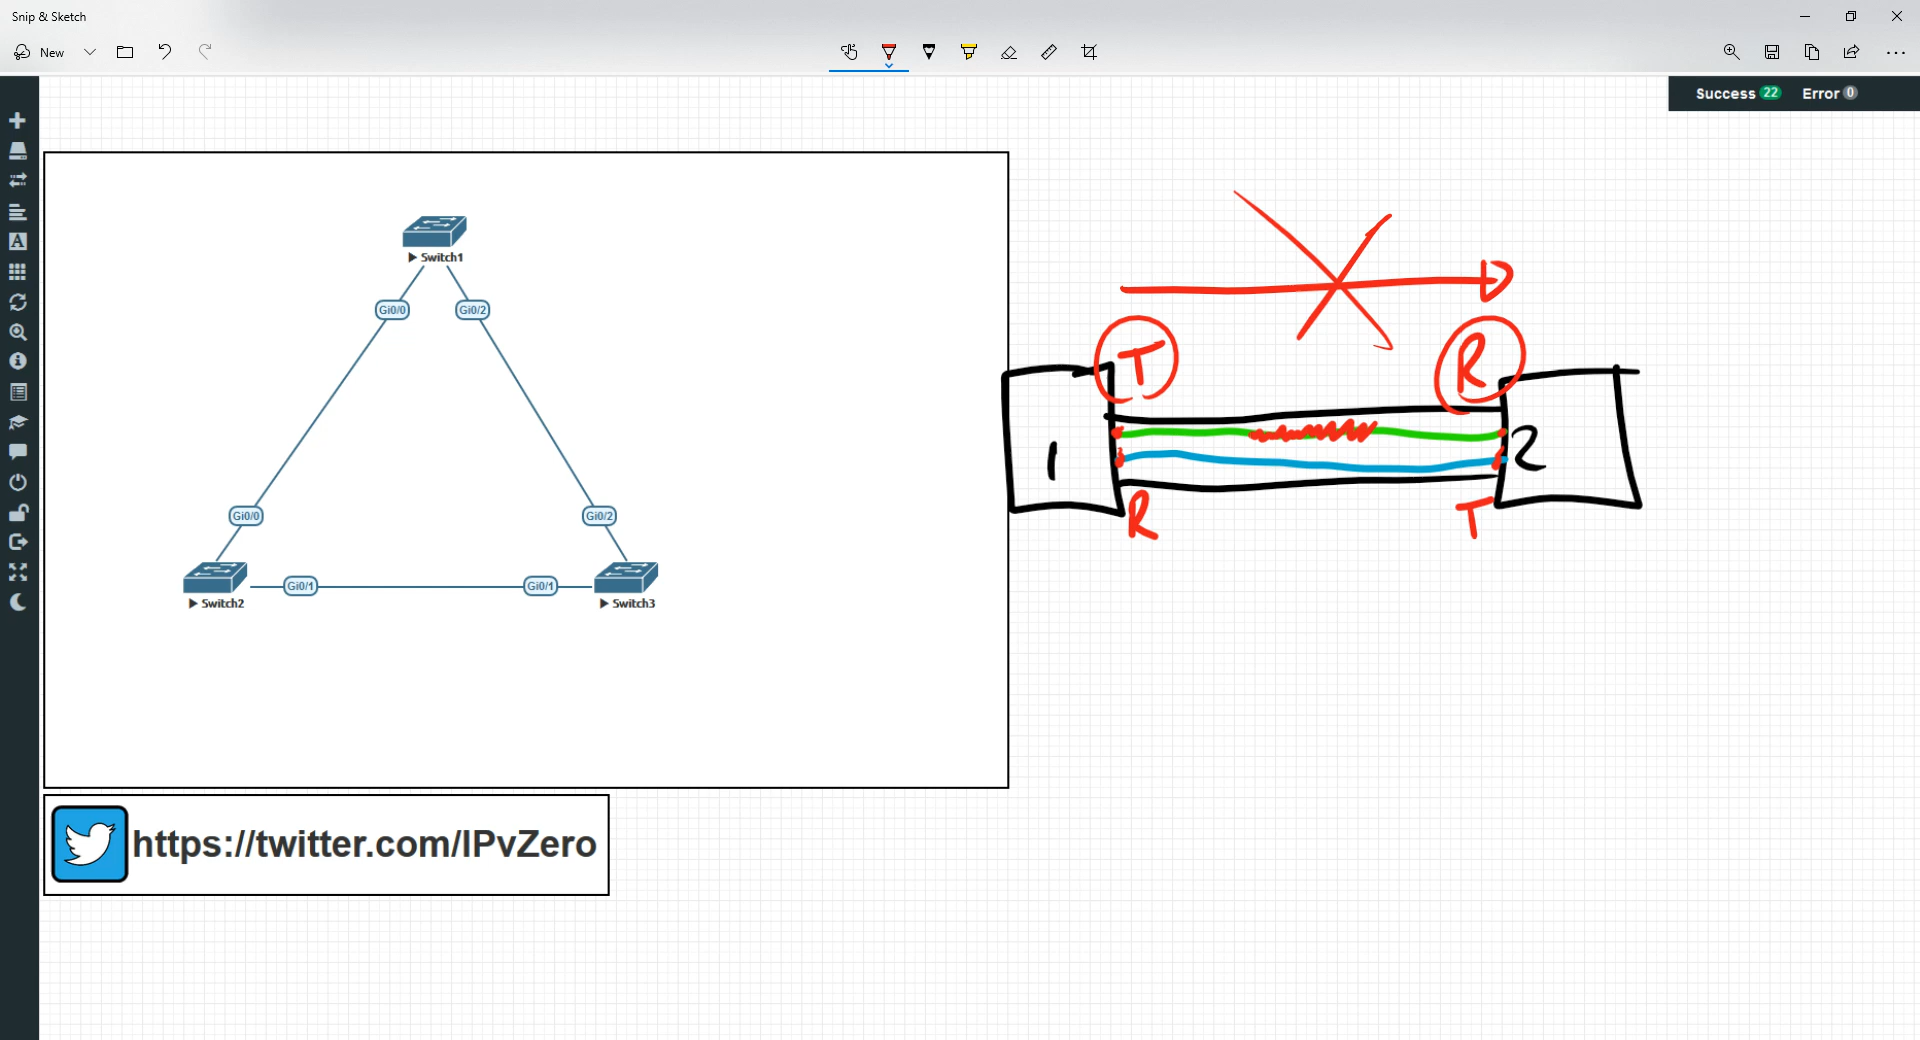 Snip & Sketch
New
Success 22 Error 0
Switch1
Gi0/0 Gi0/2
T R
1 2
R T
Gi0/0 Gi0/2
Gi0/1 Gi0/1
Switch2 Switch3
https://twitter.com/IPvZero